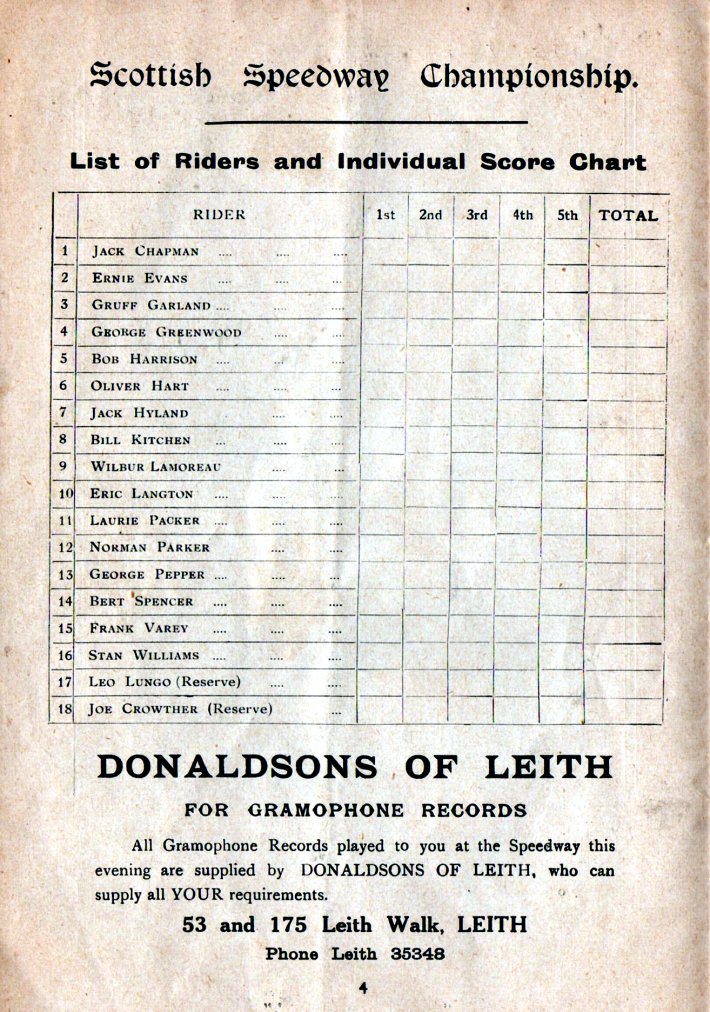 Scottish Speedway Championship.
List of Riders and Individual Score Chart
RIDER 1st 2nd 3rd 4th 5th TOTAL
1 JACK CHAPMAN .... .... ....
2 ERNIE EVANS .... .... ....
3 GRUFF GARLAND .... .... ....
4 GEORGE GREENWOOD .... ....
5 BOB HARRISON .... ... ....
6 OLIVER HART .... .... ....
7 JACK HYLAND .... ....
8 BILL KITCHEN ... .... ....
9 WILBUR LAMOREAU .... ...
10 ERIC LANGTON .... .... ....
11 LAURIE PACKER .... .... ....
12 NORMAN PARKER .... ....
13 GEORGE PEPPER .... .... ...
14 BERT SPENCER .... .... ....
15 FRANK VAREY .... .... ....
16 STAN WILLIAMS .... .... ....
17 LEO LUNGO (Reserve) .... ....
18 JOE CROWTHER (Reserve) ...
DONALDSONS OF LEITH
FOR GRAMOPHONE RECORDS
All Gramophone Records played to you at the Speedway this
evening are supplied by DONALDSONS OF LEITH, who can
supply all YOUR requirements.
53 and 175 Leith Walk, LEITH
Phone Leith 35348
4